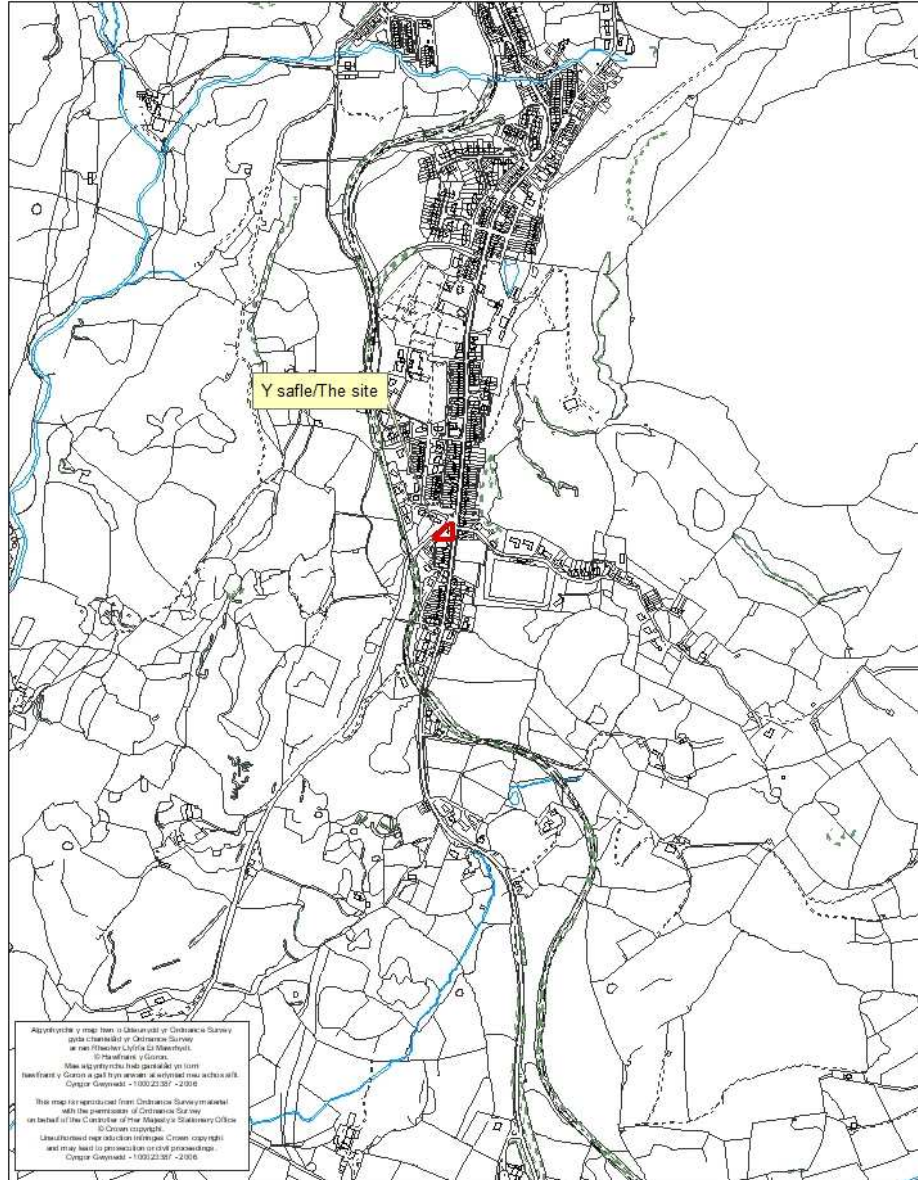 Y safle/The site
Atgynhyrchir y map hwn o Ddeunydd yr Ordnance Survey
gyda chaniatâd yr Ordnance Survey
ar ran Rheolwr Llyfrfa Ei Mawrhydi.
© Hawlfraint y Goron.
Mae atgynhyrchu heb ganiatâd yn torri
hawlfraint y Goron a gall hyn arwain at erlyniad neu achos sifil.
Cyngor Gwynedd - 100023387 - 2006
This map is reproduced from Ordnance Survey material
with the permission of Ordnance Survey
on behalf of the Controller of Her Majesty's Stationery Office
© Crown copyright.
Unauthorised reproduction infringes Crown copyright
and may lead to prosecution or civil proceedings.
Cyngor Gwynedd - 100023387 - 2006